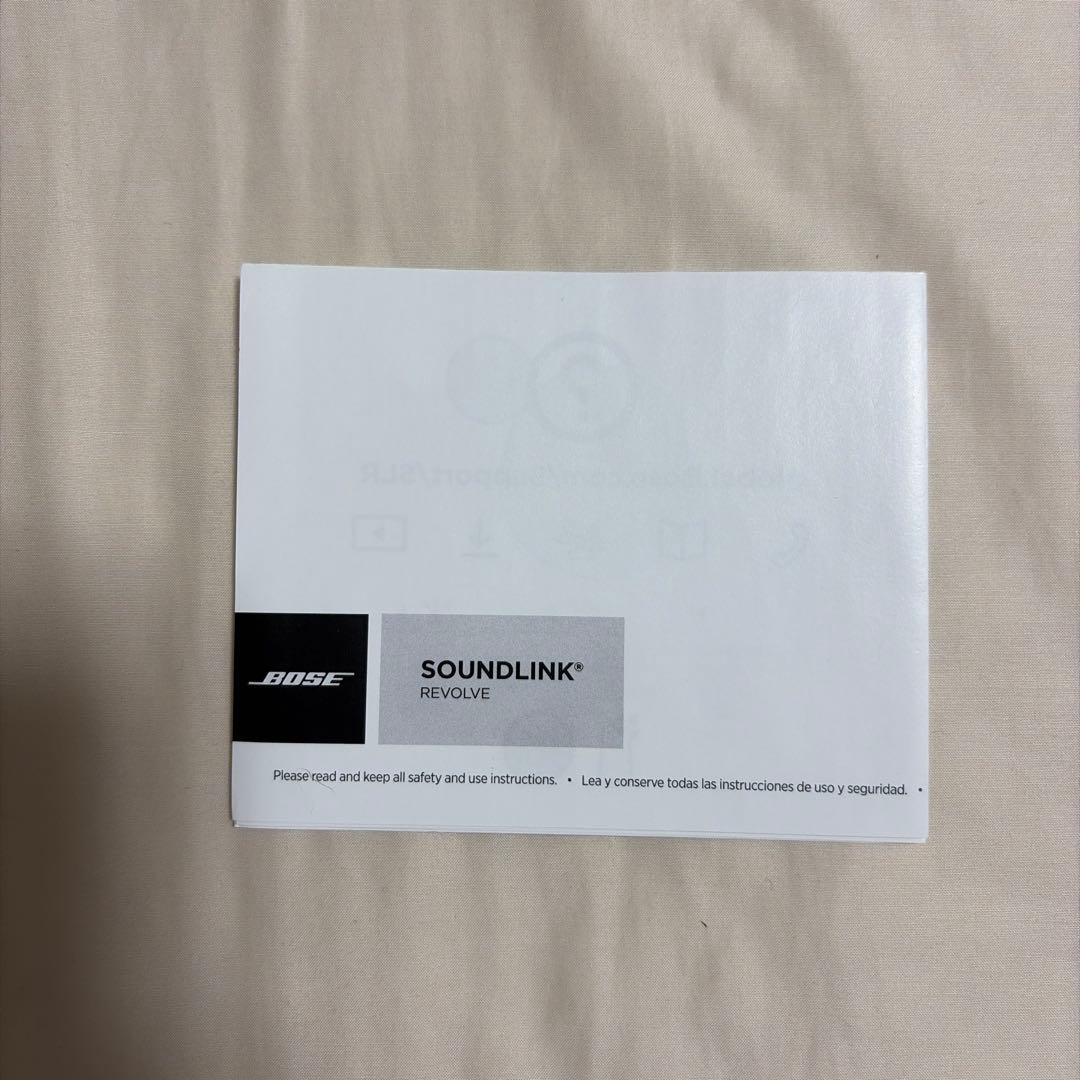 BOSE
SOUNDLINK®
REVOLVE
Please read and keep all safety and use instructions. • Lea y conserve todas las instrucciones de uso y seguridad. •